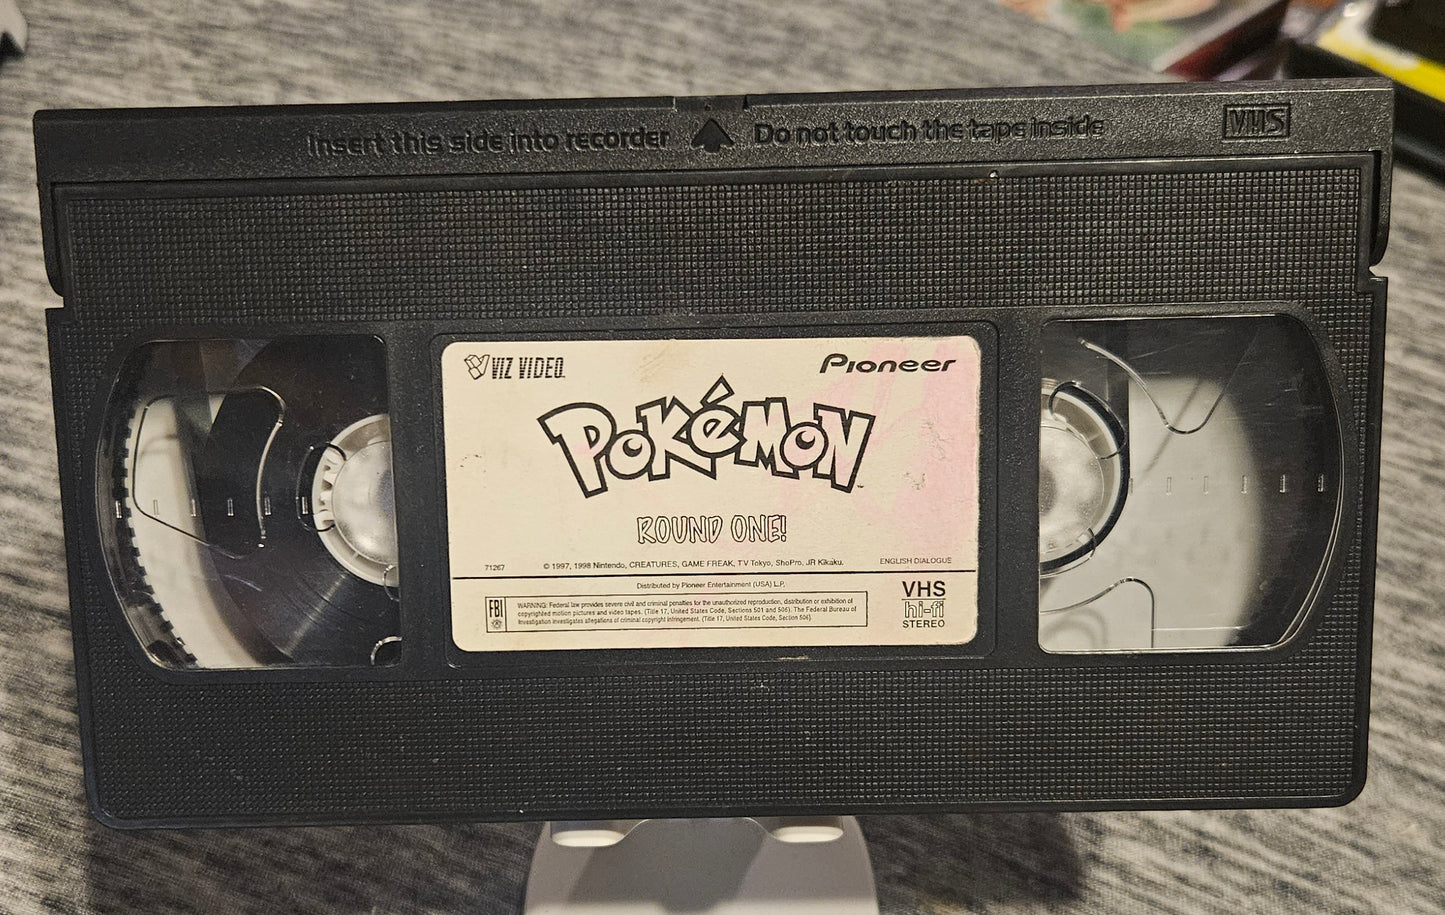 Insert this side into recorder Do not touch the tape inside VHS
VIZ VIDEO Pioneer
POKéMON
ROUND ONE!
71267 © 1997, 1998 Nintendo, CREATURES, GAME FREAK, TV Tokyo, ShoPro, JR Kikaku. ENGLISH DIALOGUE
Distributed by Pioneer Entertainment (USA) L.P.
FBI WARNING: Federal law provides severe civil and criminal penalties for the unauthorized reproduction, distribution or exhibition of
copyrighted motion pictures and video tapes. (Title 17, United States Code, Sections 501 and 506). The Federal Bureau of
Investigation investigates allegations of criminal copyright infringement. (Title 17, United States Code, Section 506).
VHS
hi-fi
STEREO